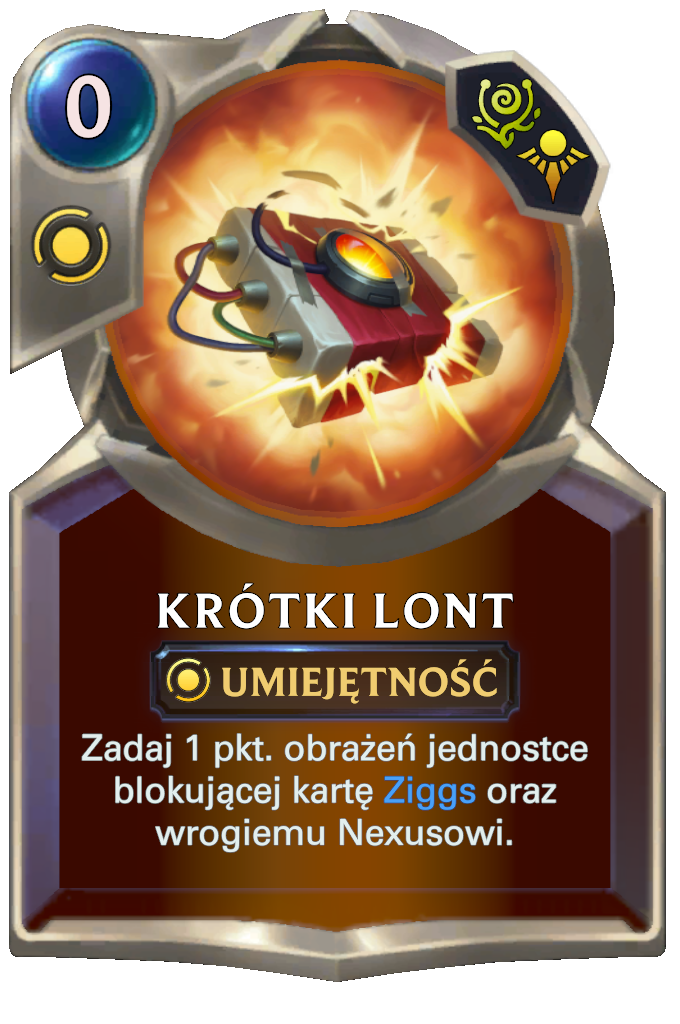 0
KRÓTKI LONT
UMIEJĘTNOŚĆ
Zadaj 1 pkt. obrażeń jednostce
blokującej kartę Ziggs oraz
wrogiemu Nexusowi.